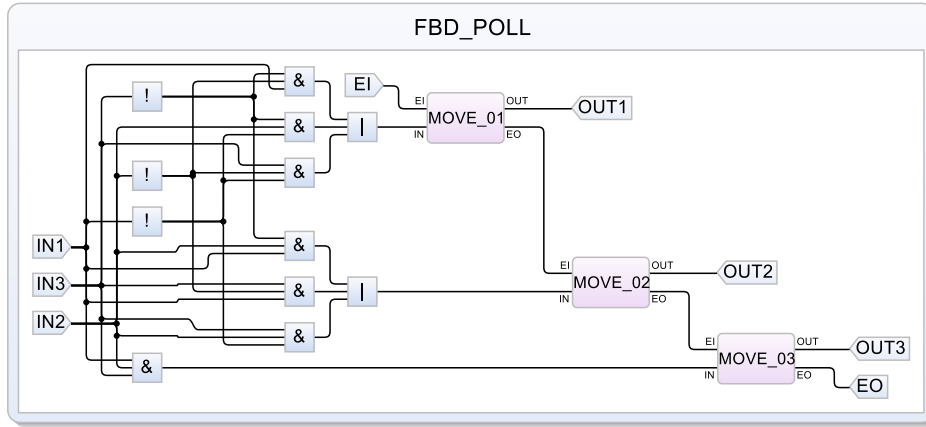 FBD_POLL
&
EI
!
EI
OUT
OUT1
MOVE_01
&
|
IN
EO
&
!
!
IN1
&
EI
OUT
OUT2
IN3
MOVE_02
&
|
IN
EO
IN2
&
EI
OUT
OUT3
MOVE_03
&
IN
EO
EO